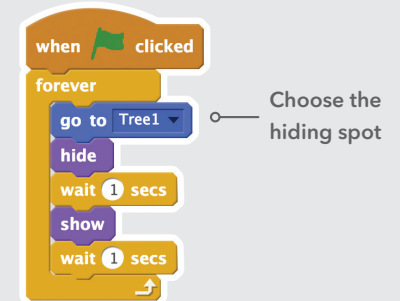 when clicked
forever
go to Tree1
hide
wait 1 secs
show
wait 1 secs
Choose the
hiding spot